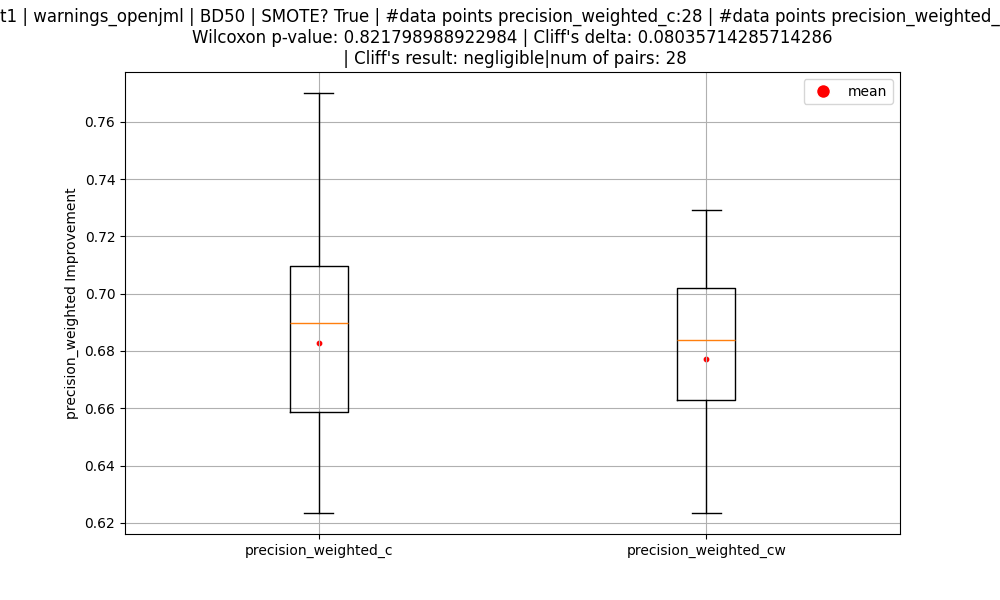 t1 | warnings_openjml | BD50 | SMOTE? True | #data points precision_weighted_c:28 | #data points precision_weighted_
Wilcoxon p-value: 0.821798988922984 | Cliff's delta: 0.08035714285714286
| Cliff's result: negligible|num of pairs: 28
mean
0.76
0.74
0.72
0.70
0.68
0.66
0.64
0.62
precision_weighted Improvement
precision_weighted_c
precision_weighted_cw